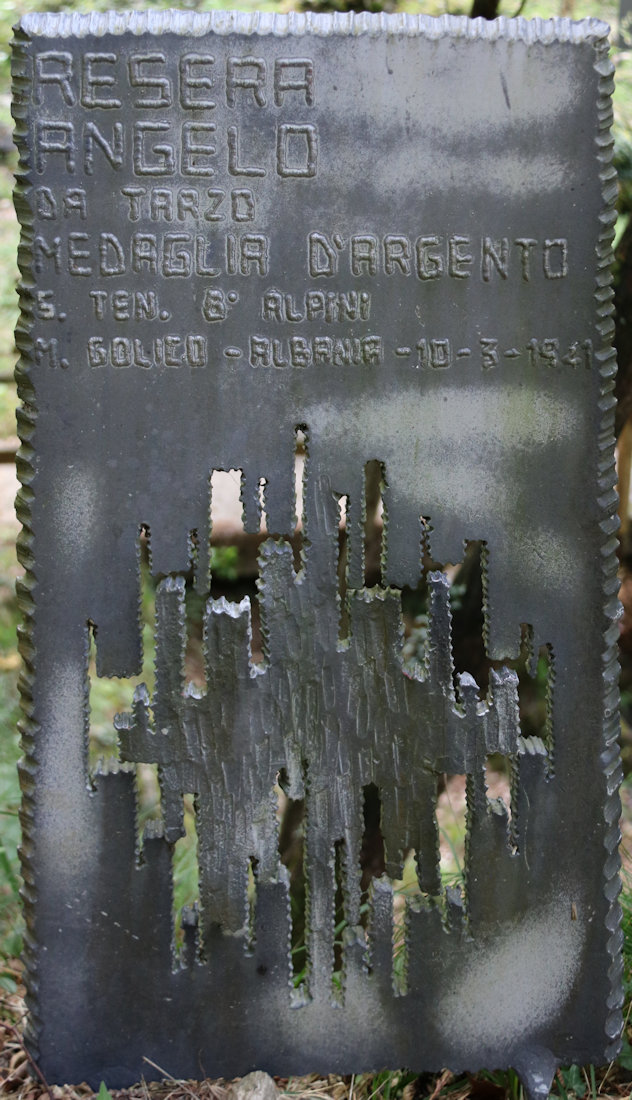 RESERA
ANGELO
DA TARZO
MEDAGLIA D'ARGENTO
S. TEN. 8° ALPINI
M. GOLICO - ALBANIA - 10 - 3 - 1941